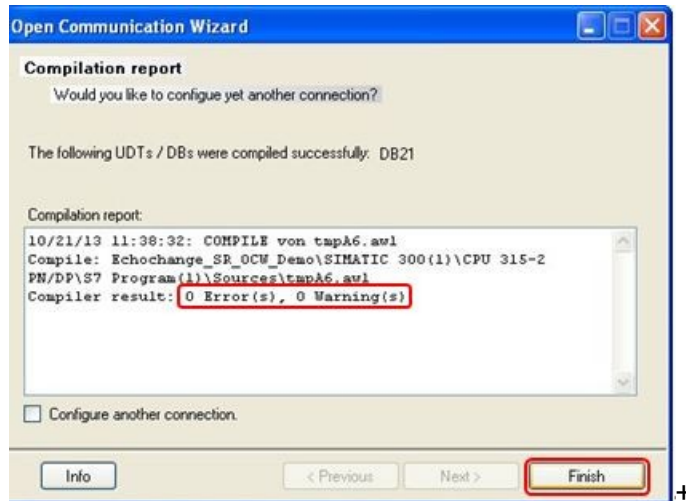 Open Communication Wizard
Compilation report
Would you like to configue yet another connection?
The following UDTs / DBs were compiled successfully: DB21
Compilation report:
10/21/13 11:38:32: COMPILE von tmpA6.awl
Compile: Echochange_SR_OCW_Demo\SIMATIC 300(1)\CPU 315-2
PN/DP\S7 Program(1)\Sources\tmpA6.awl
Compiler result: 0 Error(s), 0 Warning(s)
Configure another connection.
Info
< Previous
Next >
Finish